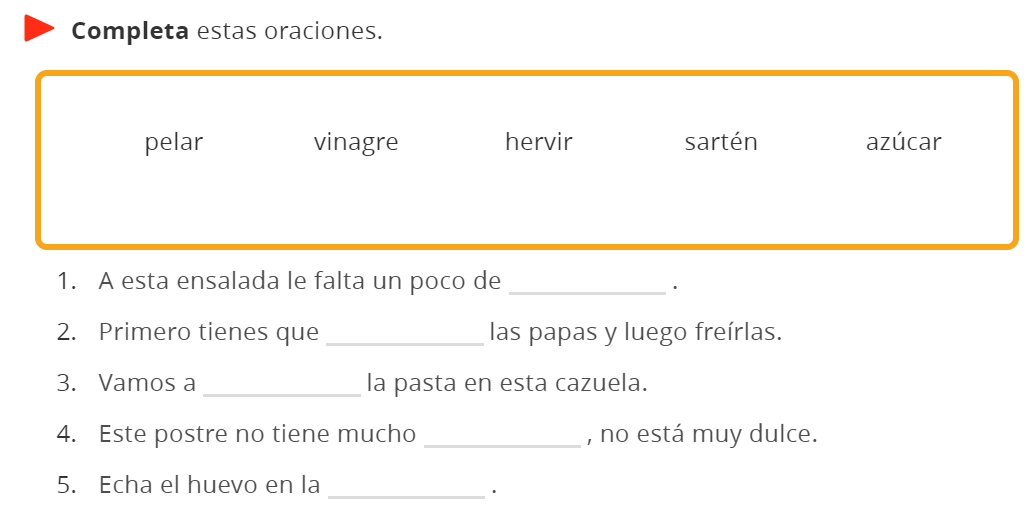 Completa estas oraciones.
pelar vinagre hervir sartén azúcar
1. A esta ensalada le falta un poco de ____________ .
2. Primero tienes que ____________ las papas y luego freírlas.
3. Vamos a ____________ la pasta en esta cazuela.
4. Este postre no tiene mucho ____________ , no está muy dulce.
5. Echa el huevo en la ____________ .